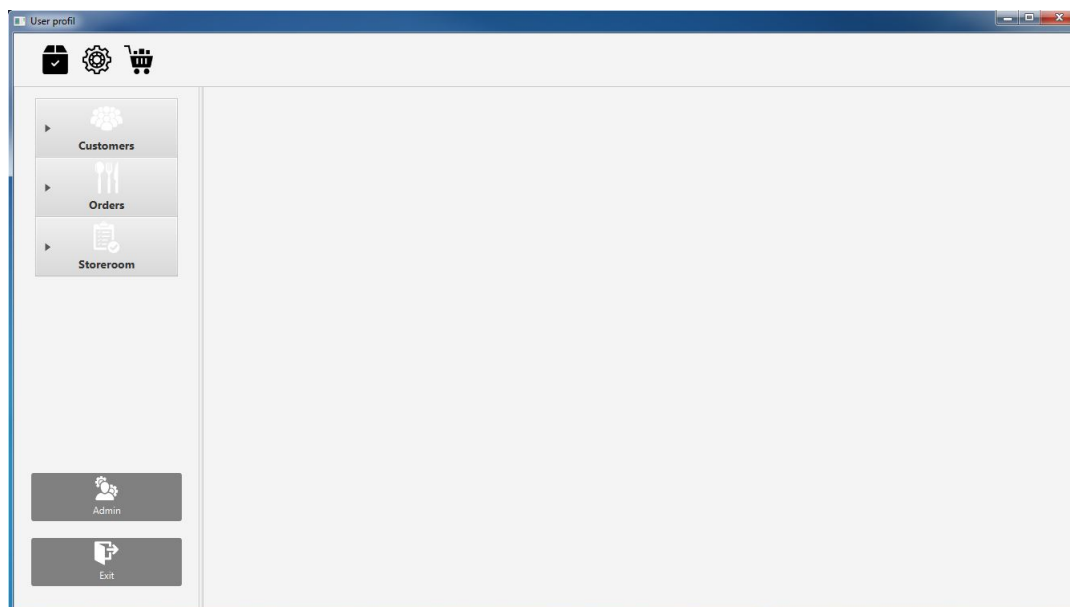 User profil
Customers
Orders
Storeroom
Admin
Exit